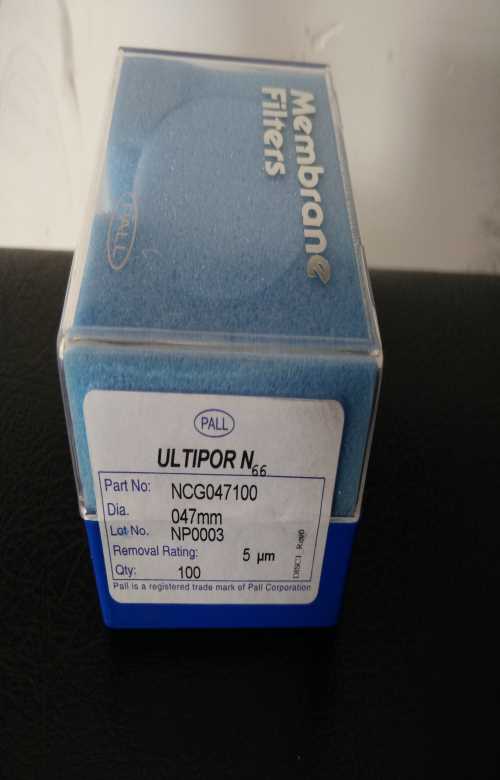 Membrane
Filters
PALL
PALL
ULTIPOR N66
Part No: NCG047100
Dia. 047mm
Lot No. NP0003
Removal Rating: 5 µm
Qty: 100
Pall is a registered trade mark of Pall Corporation